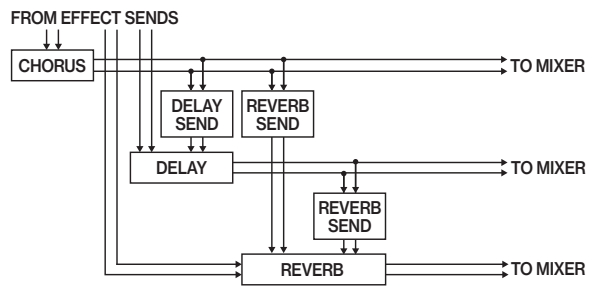 FROM EFFECT SENDS
CHORUS
TO MIXER
DELAY
SEND
REVERB
SEND
DELAY
TO MIXER
REVERB
SEND
REVERB
TO MIXER